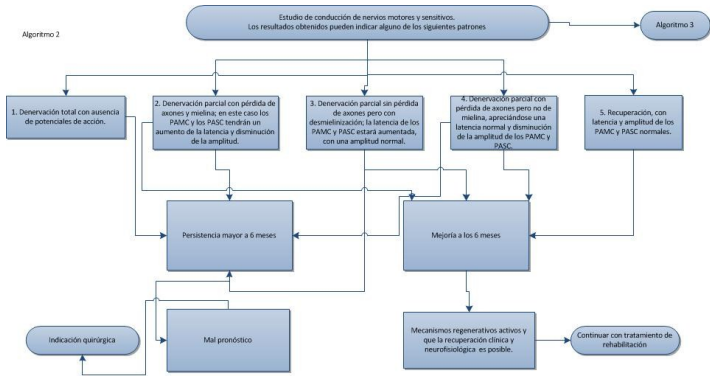 Algoritmo 2
Estudio de conducción de nervios motores y sensitivos.
Los resultados obtenidos pueden indicar alguno de los siguientes patrones
Algoritmo 3
1. Denervación total con ausencia
de potenciales de acción.
2. Denervación parcial con pérdida de
axones y mielina; en este caso los
PAMC y los PASC tendrán un
aumento de la latencia y disminución
de la amplitud.
3. Denervación parcial sin pérdida
de axones pero con
desmielinización; la latencia de los
PAMC y PASC estará aumentada,
con una amplitud normal.
4. Denervación parcial con
pérdida de axones pero no de
mielina, apreciándose una
latencia normal y disminución
de la amplitud de los PAMC y
PASC.
5. Recuperación, con
latencia y amplitud de los
PAMC y PASC normales.
Persistencia mayor a 6 meses
Mejoría a los 6 meses
Indicación quirúrgica
Mal pronóstico
Mecanismos regenerativos activos y
que la recuperación clínica y
neurofisiológica es posible.
Continuar con tratamiento de
rehabilitación